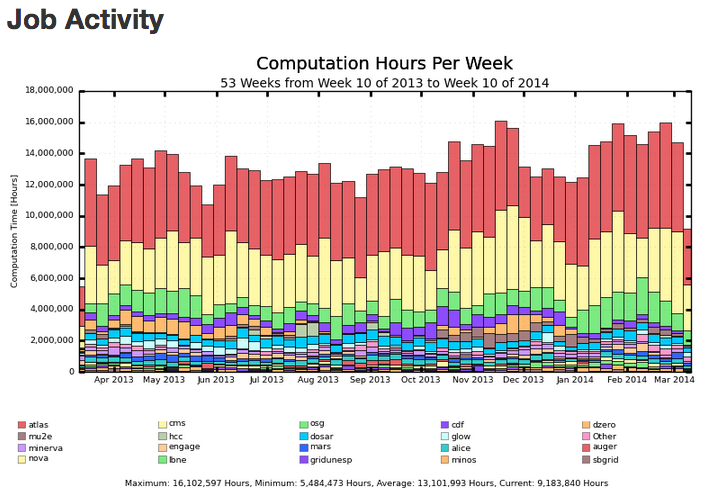 Job Activity
Computation Hours Per Week
53 Weeks from Week 10 of 2013 to Week 10 of 2014
18,000,000
16,000,000
14,000,000
12,000,000
10,000,000
8,000,000
6,000,000
4,000,000
2,000,000
0
Computation Time [Hours]
Apr 2013 May 2013 Jun 2013 Jul 2013 Aug 2013 Sep 2013 Oct 2013 Nov 2013 Dec 2013 Jan 2014 Feb 2014 Mar 2014
atlas cms osg cdf dzero
mu2e hcc dosar glow Other
minerva engage mars alice auger
nova lbne gridunesp minos sbgrid
Maximum: 16,102,597 Hours, Minimum: 5,484,473 Hours, Average: 13,101,993 Hours, Current: 9,183,840 Hours